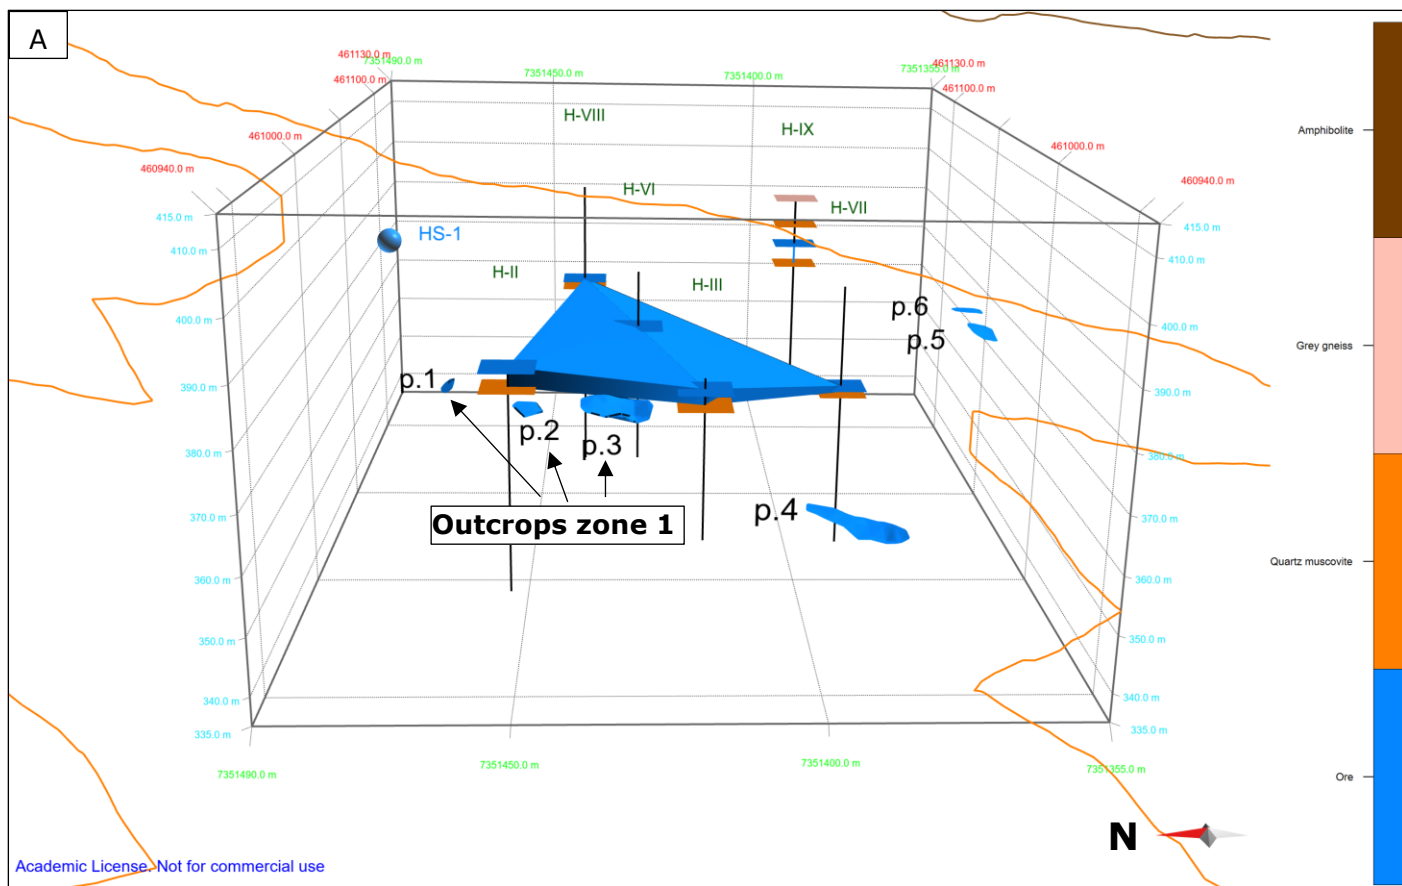 A
461130.0 m
7351490.0 m
461100.0 m
7351450.0 m
7351400.0 m
7351355.0 m
461130.0 m
461100.0 m
H-VIII
H-IX
461000.0 m
461000.0 m
460940.0 m
460940.0 m
H-VI
H-VII
415.0 m
415.0 m
HS-1
410.0 m
410.0 m
H-II
H-III
400.0 m
400.0 m
p.6
p.5
390.0 m
p.1
390.0 m
p.2
p.3
380.0 m
380.0 m
p.4
370.0 m
370.0 m
Outcrops zone 1
360.0 m
360.0 m
350.0 m
350.0 m
340.0 m
340.0 m
335.0 m
335.0 m
7351490.0 m
7351450.0 m
7351400.0 m
7351355.0 m
N
Academic License. Not for commercial use
Amphibolite
Grey gneiss
Quartz muscovite
Ore